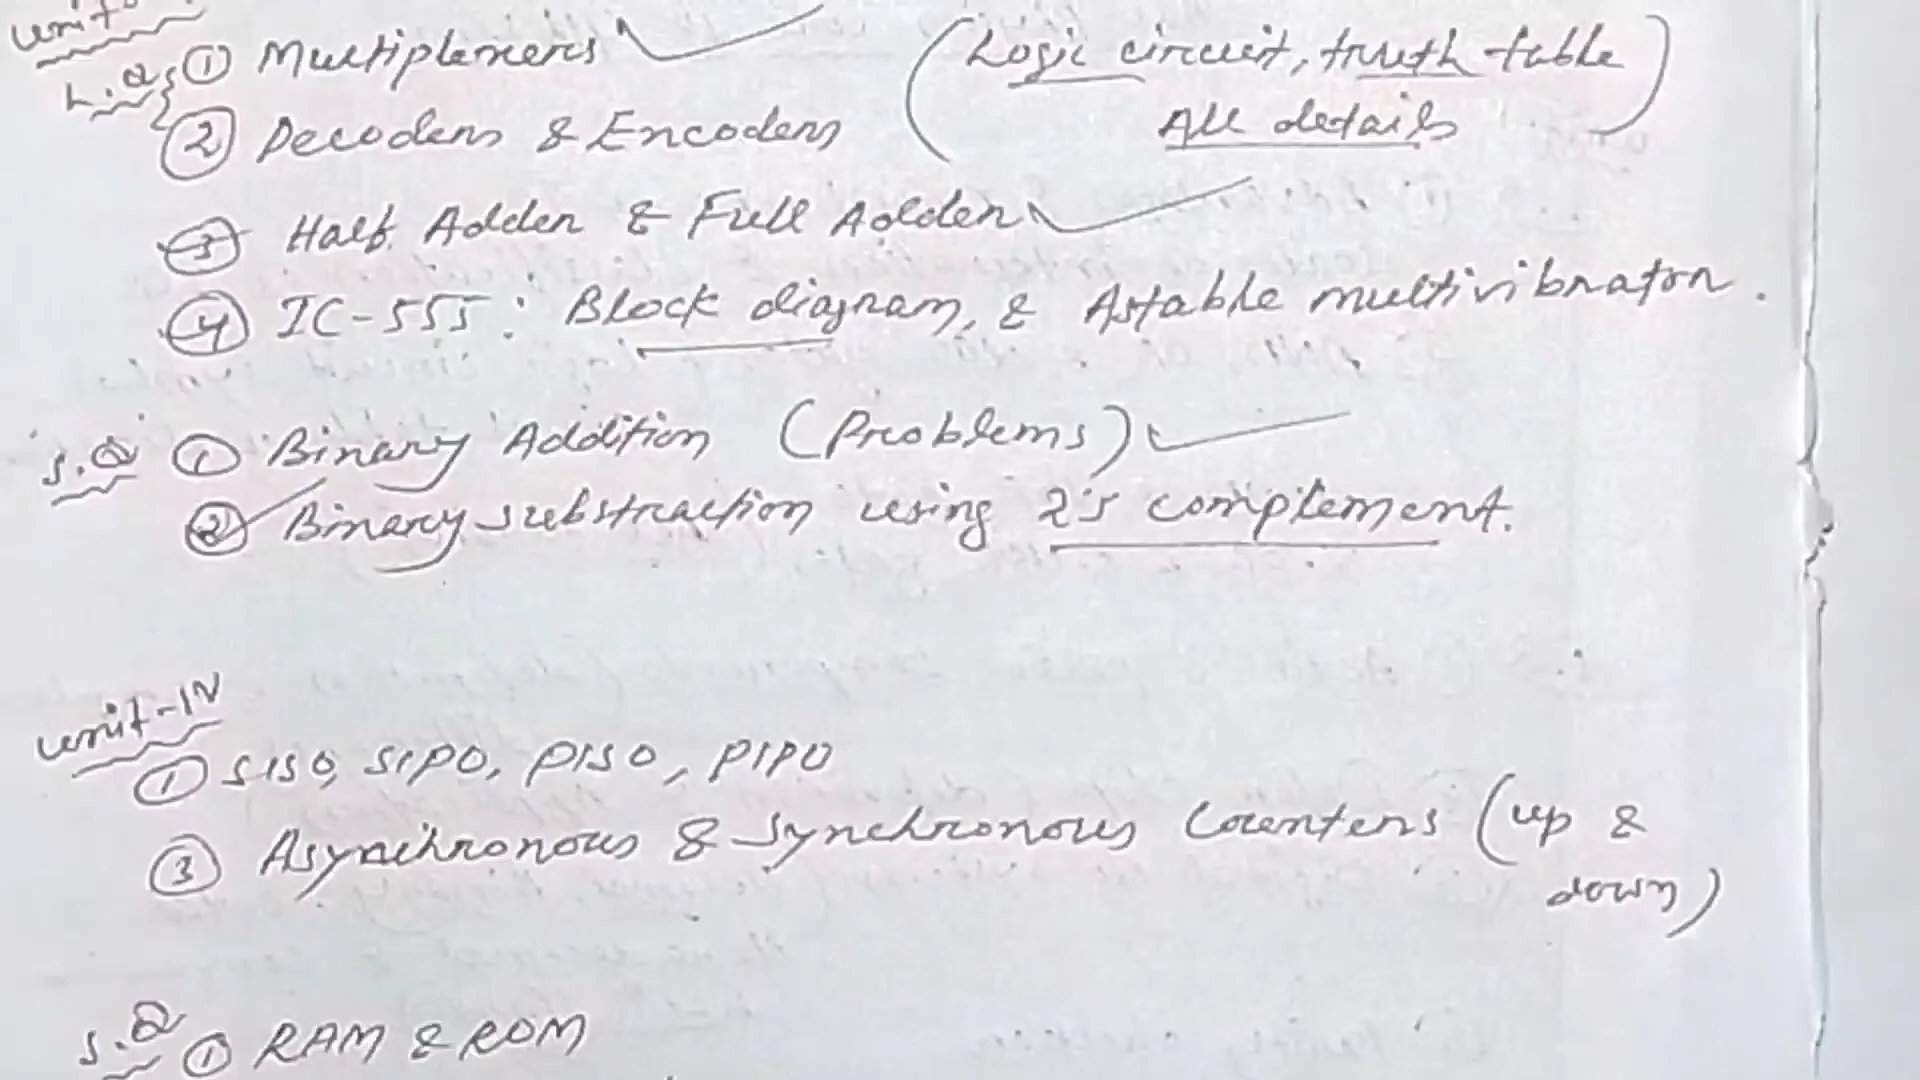 unit
L.Q ① Multiplexers (Logic circuit, truth table
② Decoders & Encoders All details)
③ Half Adder & Full Adder
④ IC-555: Block diagram, & Astable multivibrator.
S.Q ① Binary Addition (Problems)
② Binary substraction using 2's complement.
unit-IV
① SISO, SIPO, PISO, PIPO
③ Asynchronous & Synchronous Counters (up &
down)
S.Q ① RAM & ROM